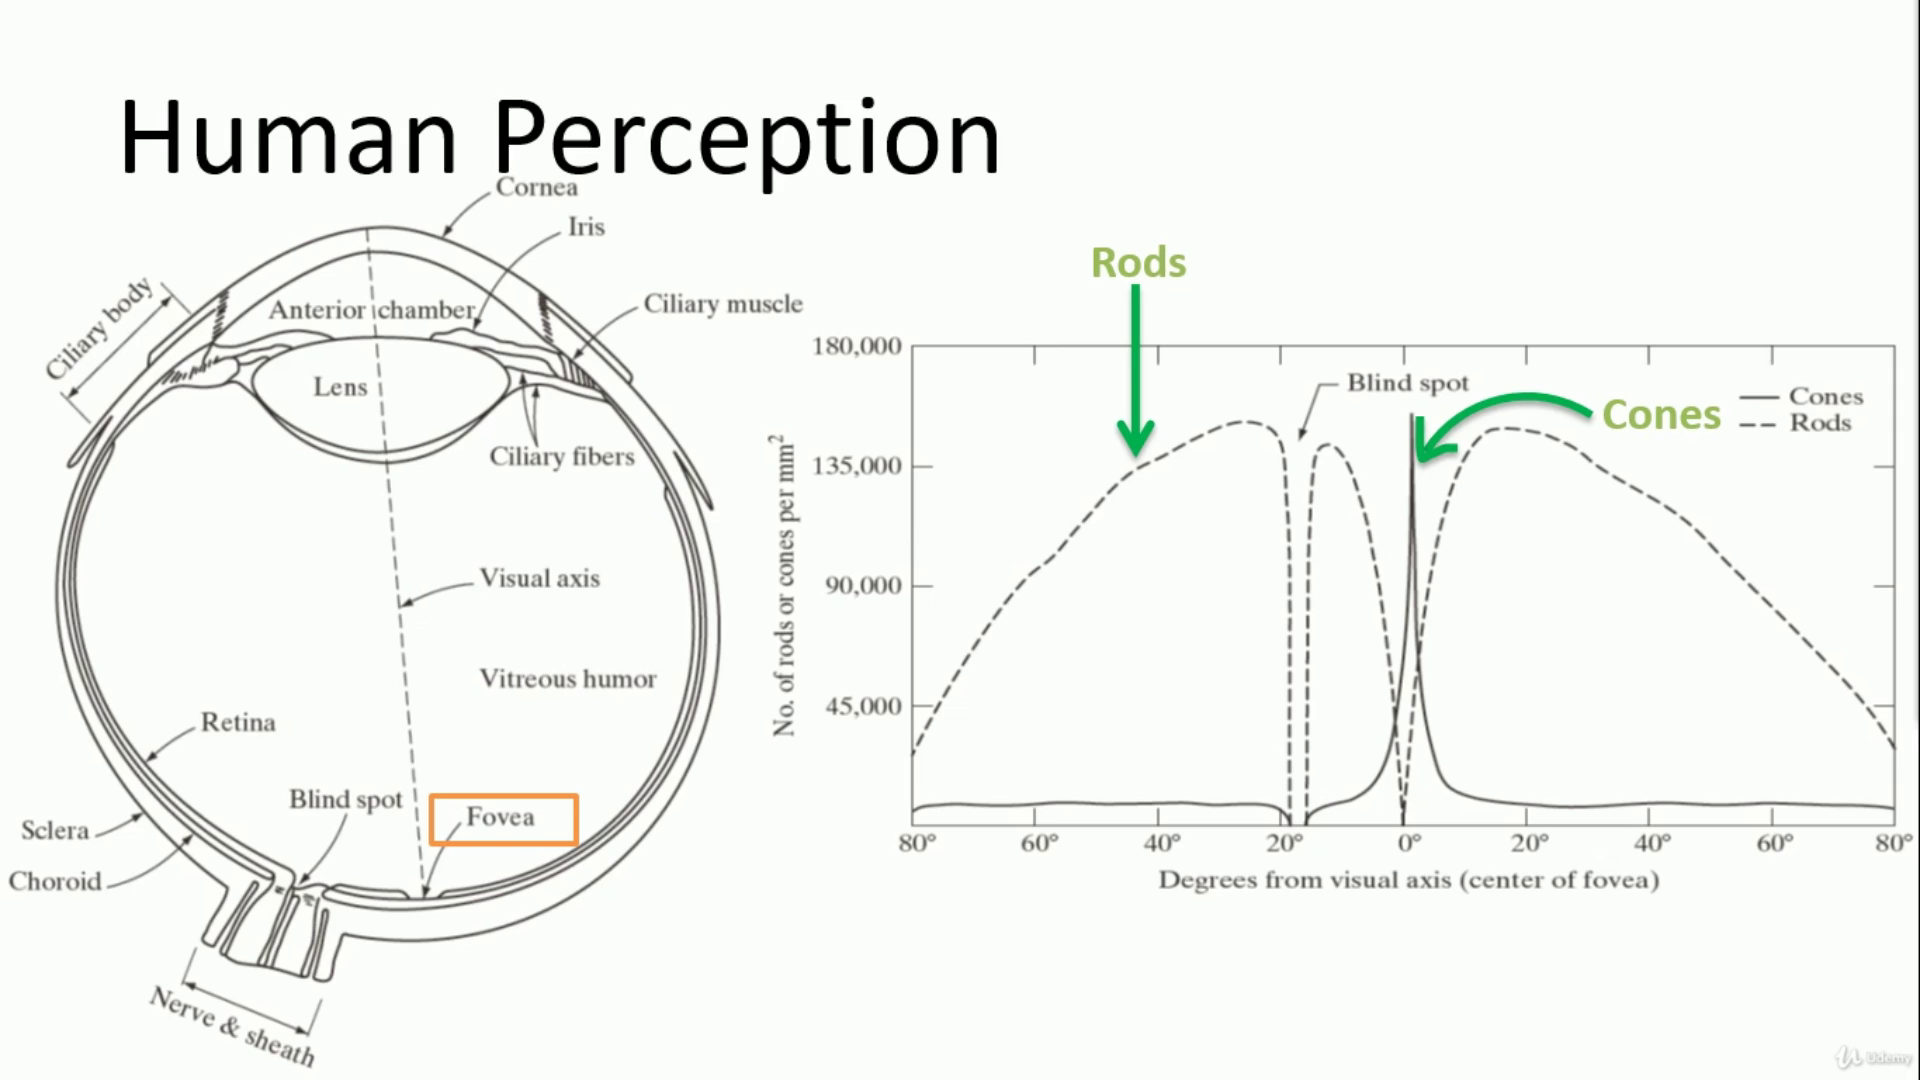 Human Perception
Cornea
Iris
Ciliary body
Anterior chamber
Ciliary muscle
Lens
Ciliary fibers
Visual axis
Vitreous humor
Retina
Blind spot
Fovea
Sclera
Choroid
Nerve & sheath
Rods
Cones
Blind spot
Cones
Rods
No. of rods or cones per mm²
180,000
135,000
90,000
45,000
80° 60° 40° 20° 0° 20° 40° 60° 80°
Degrees from visual axis (center of fovea)
Udemy